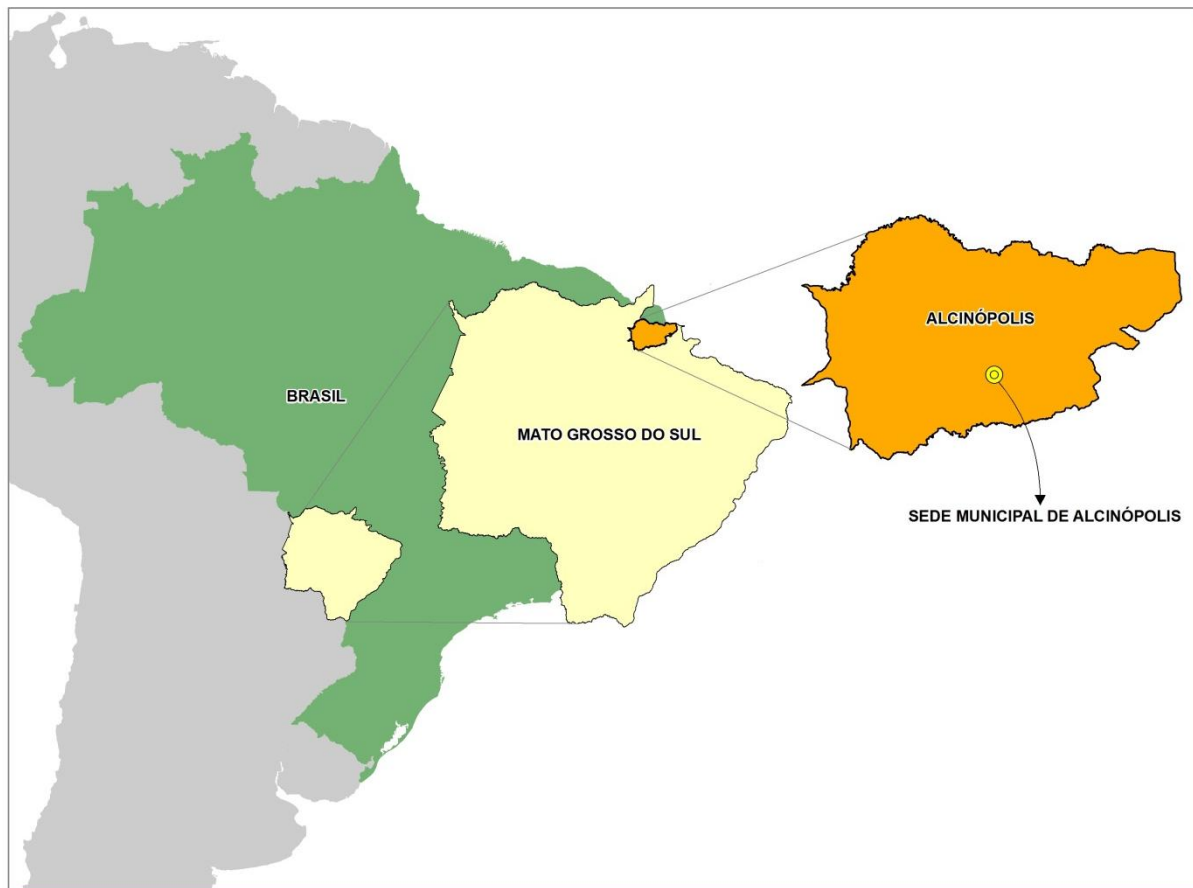 BRASIL
MATO GROSSO DO SUL
ALCINÓPOLIS
SEDE MUNICIPAL DE ALCINÓPOLIS